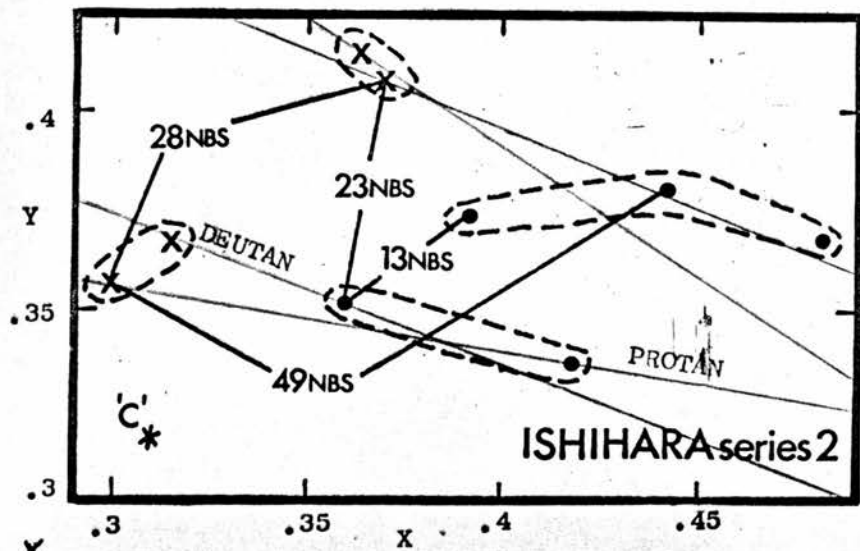 .4
28NBS
23NBS
Y
DEUTAN
13NBS
.35
PROTAN
49NBS
'C'
ISHIHARA series 2
.3
.3 .35 X .4 .45